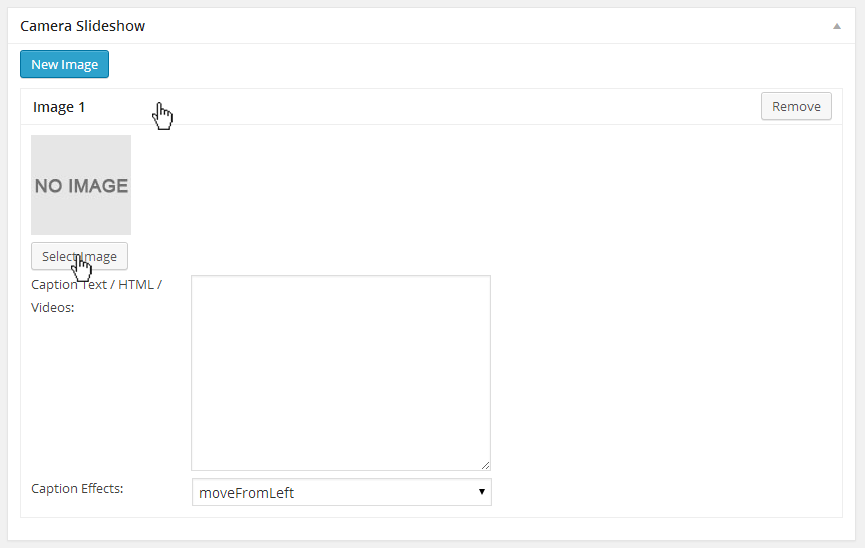 Camera Slideshow
New Image
Image 1
Remove
NO IMAGE
Select Image
Caption Text / HTML /
Videos:
Caption Effects:
moveFromLeft